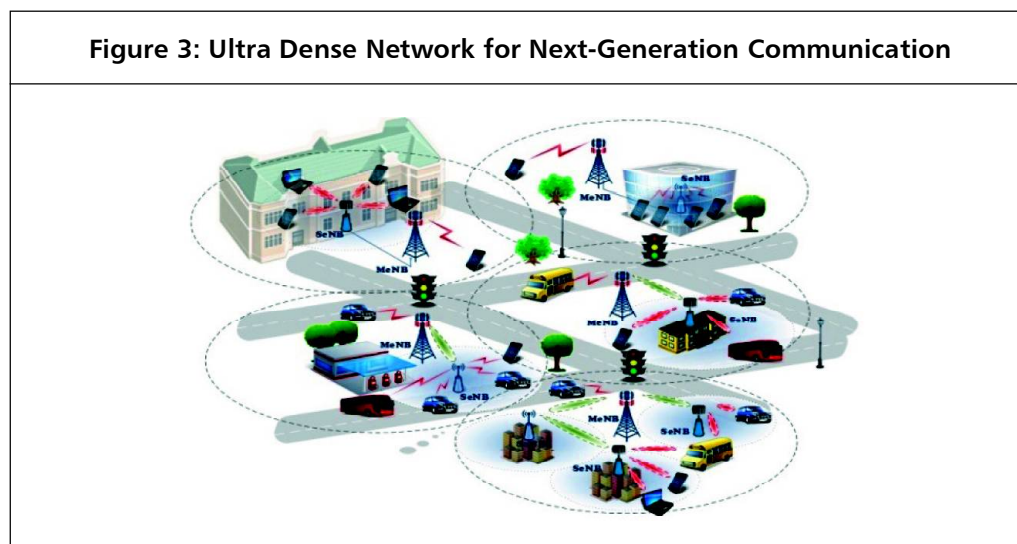 Figure 3: Ultra Dense Network for Next-Generation Communication
SeNB
MeNB
SeNB
MeNB
MeNB
SeNB
MeNB
SeNB
MeNB
SeNB
SeNB